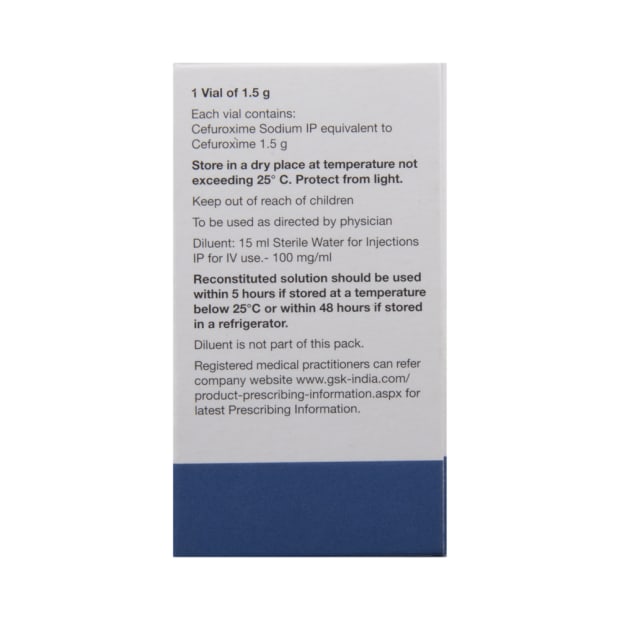 1 Vial of 1.5 g
Each vial contains:
Cefuroxime Sodium IP equivalent to
Cefuroxime 1.5 g
Store in a dry place at temperature not
exceeding 25° C. Protect from light.
Keep out of reach of children
To be used as directed by physician
Diluent: 15 ml Sterile Water for Injections
IP for IV use.- 100 mg/ml
Reconstituted solution should be used
within 5 hours if stored at a temperature
below 25°C or within 48 hours if stored
in a refrigerator.
Diluent is not part of this pack.
Registered medical practitioners can refer
company website www.gsk-india.com/
product-prescribing-information.aspx for
latest Prescribing Information.